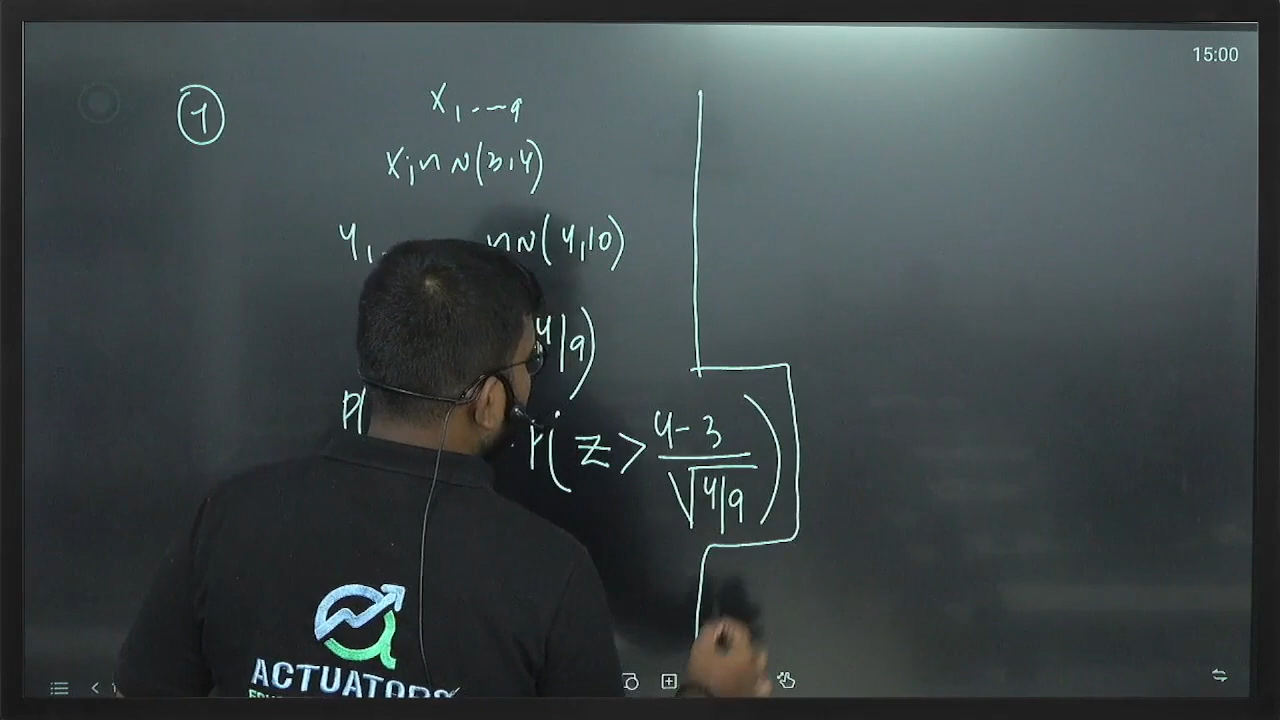 15:00
1
X1 ... 9
Xi ~ N(3,4)
Y1 ... ~ N(4,10)
4/9)
P( P(Z > (4-3)/√(4/9))
ACTUATORS